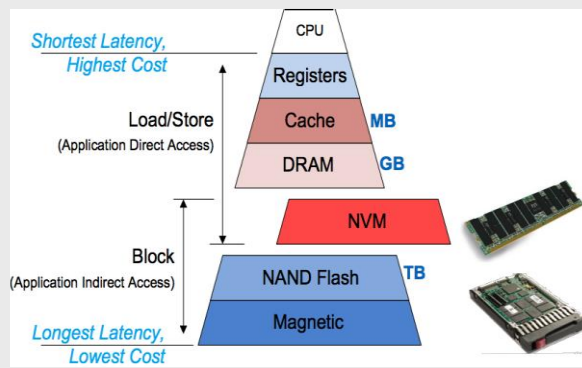 CPU
Shortest Latency,
Highest Cost
Registers
Load/Store
(Application Direct Access)
Cache
MB
DRAM
GB
NVM
Block
(Application Indirect Access)
NAND Flash
TB
Magnetic
Longest Latency,
Lowest Cost